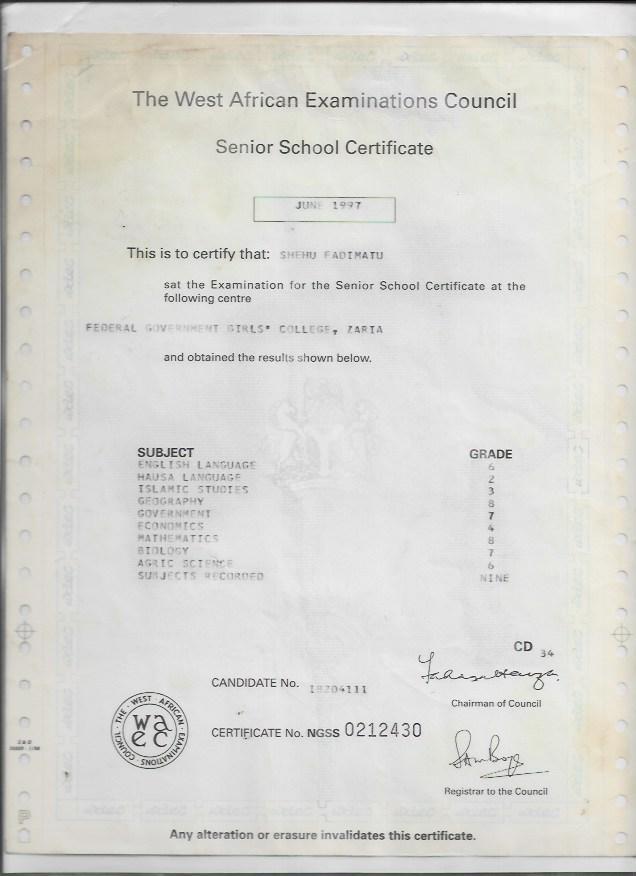 The West African Examinations Council
Senior School Certificate
JUNE 1997
This is to certify that: SHEHU FADIMATU
sat the Examination for the Senior School Certificate at the
following centre
FEDERAL GOVERNMENT GIRLS' COLLEGE, ZARIA
and obtained the results shown below.
SUBJECT GRADE
ENGLISH LANGUAGE 6
HAUSA LANGUAGE 2
ISLAMIC STUDIES 3
GEOGRAPHY 8
GOVERNMENT 7
ECONOMICS 4
MATHEMATICS 8
BIOLOGY 7
AGRIC SCIENCE 6
SUBJECTS RECORDED NINE
CD 34
CANDIDATE No.
Chairman of Council
THE · WEST · AFRICAN · EXAMINATIONS · COUNCIL
waec
CERTIFICATE No. NGSS 0212430
Registrar to the Council
Any alteration or erasure invalidates this certificate.